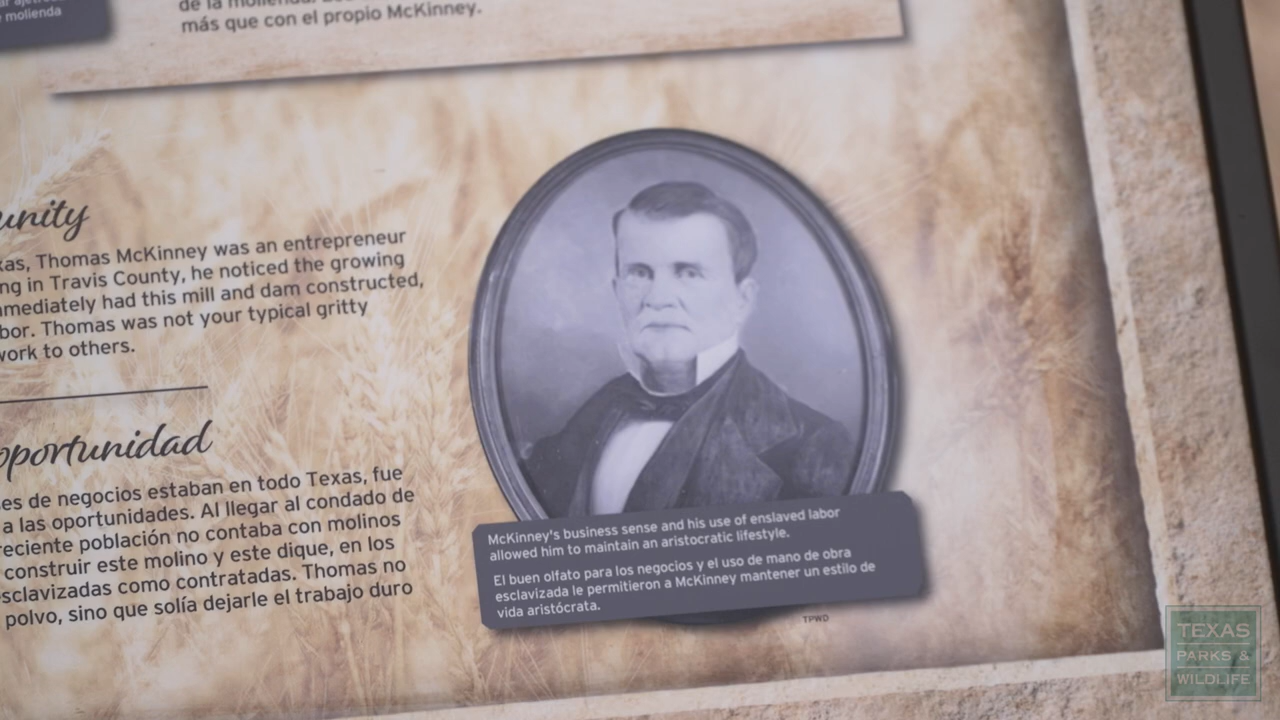 molienda
de la molienda.
más que con el propio McKinney.
unity
xas, Thomas McKinney was an entrepreneur
ng in Travis County, he noticed the growing
mmediately had this mill and dam constructed,
bor. Thomas was not your typical gritty
work to others.
oportunidad
es de negocios estaban en todo Texas, fue
a las oportunidades. Al llegar al condado de
reciente población no contaba con molinos
construir este molino y este dique, en los
sclavizadas como contratadas. Thomas no
polvo, sino que solía dejarle el trabajo duro
McKinney's business sense and his use of enslaved labor
allowed him to maintain an aristocratic lifestyle.
El buen olfato para los negocios y el uso de mano de obra
esclavizada le permitieron a McKinney mantener un estilo de
vida aristócrata.
TPWD
TEXAS
PARKS &
WILDLIFE